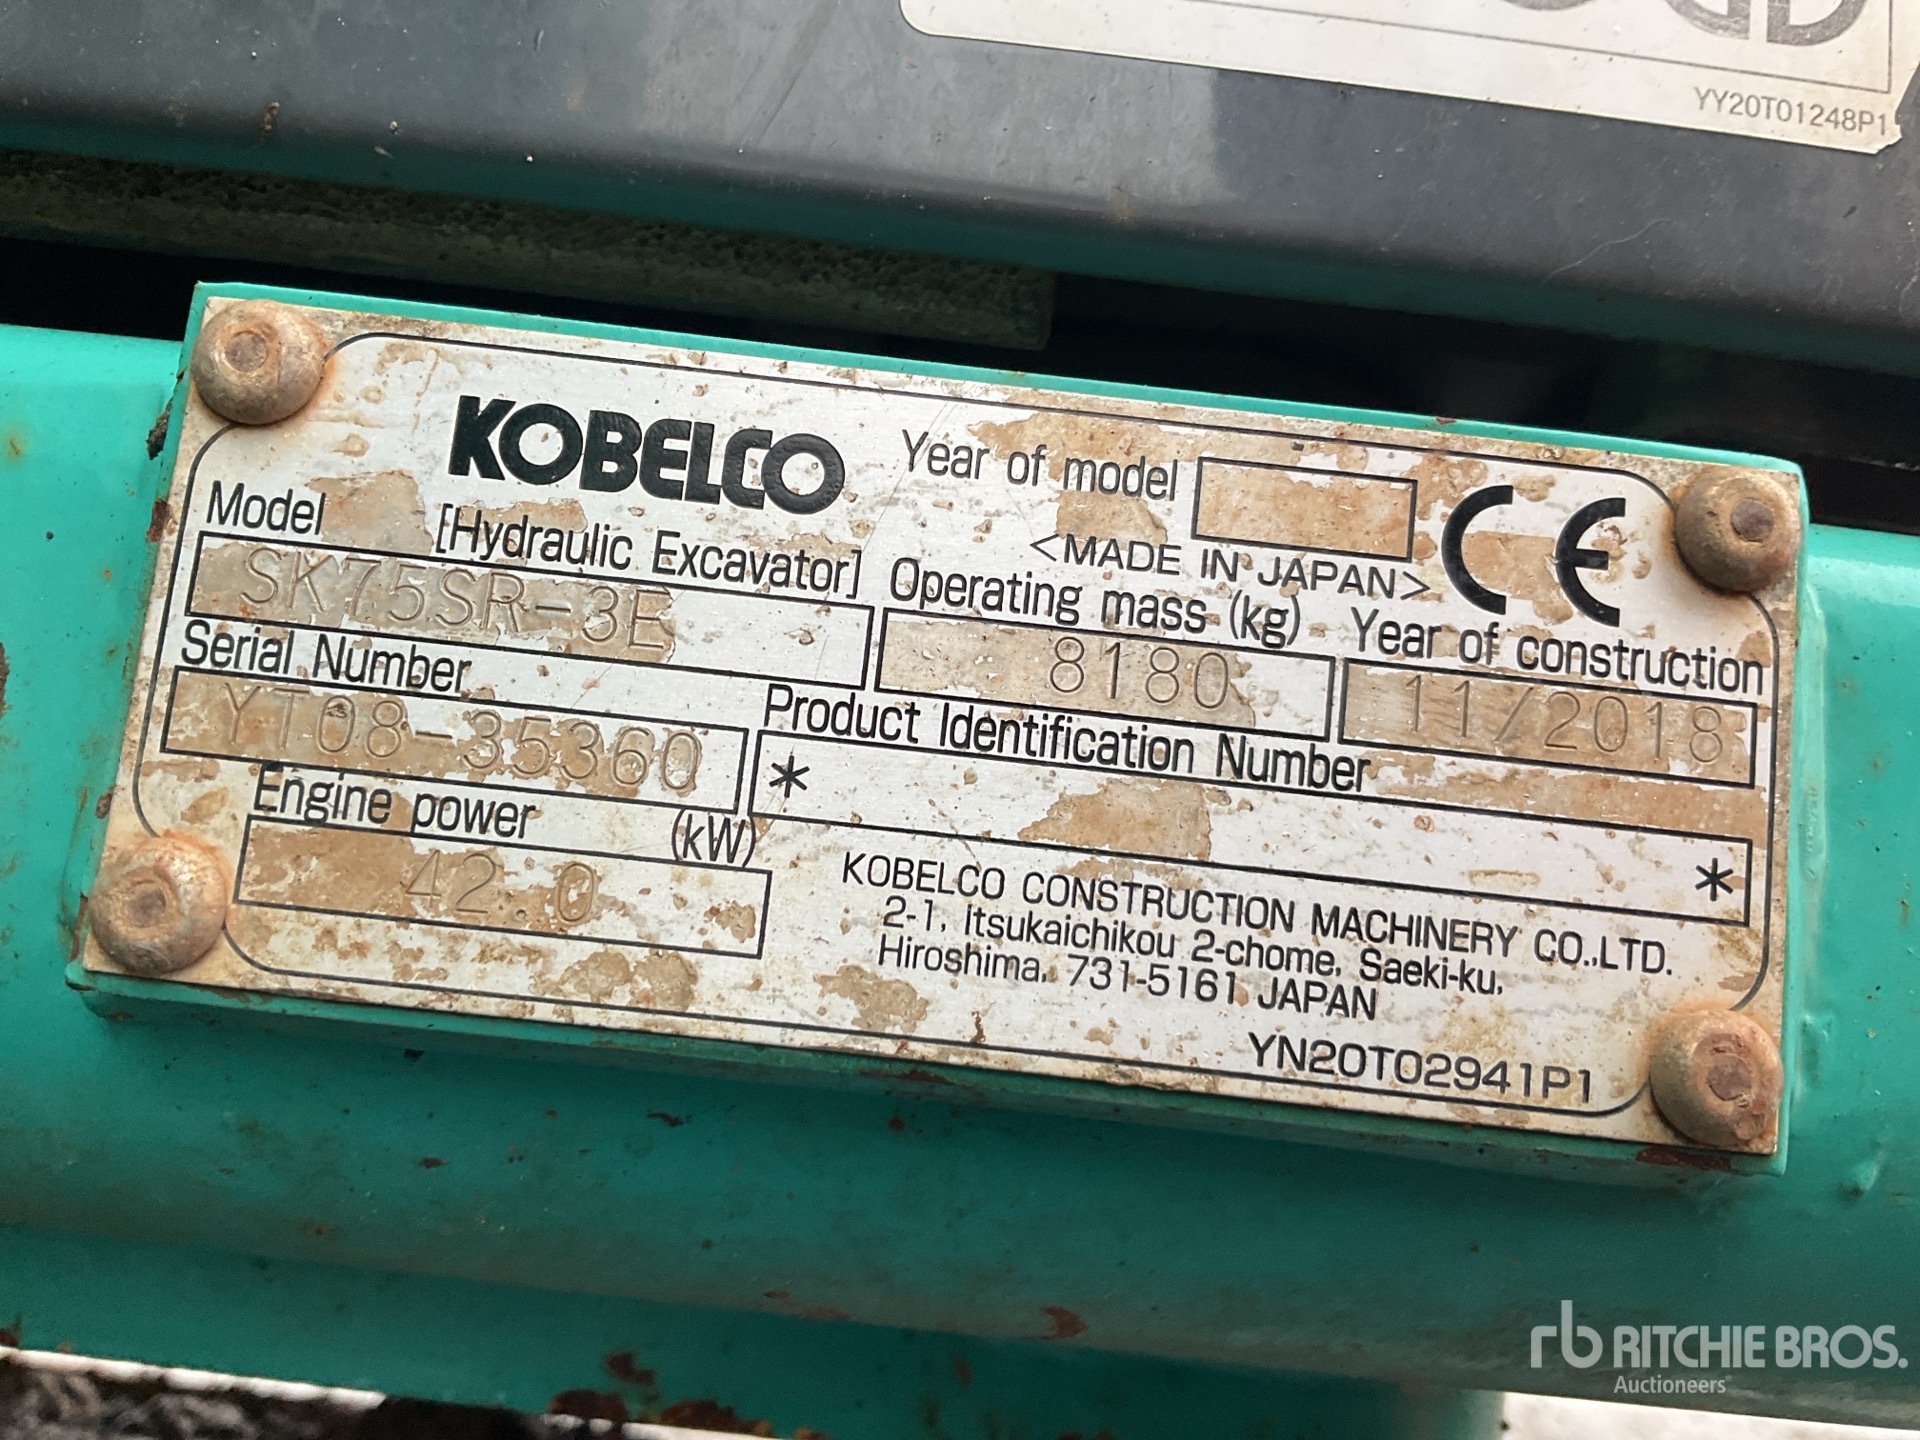 YY20T01248P1
KOBELCO
Year of model
<MADE IN JAPAN>
CE
Model [Hydraulic Excavator]
SK75SR-3E
Operating mass (kg)
8180
Year of construction
11/2018
Serial Number
YT08-35360
Product Identification Number
* *
Engine power (kW)
42.0
KOBELCO CONSTRUCTION MACHINERY CO.,LTD.
2-1, Itsukaichikou 2-chome, Saeki-ku,
Hiroshima, 731-5161 JAPAN
YN20T02941P1
rb RITCHIE BROS.
Auctioneers